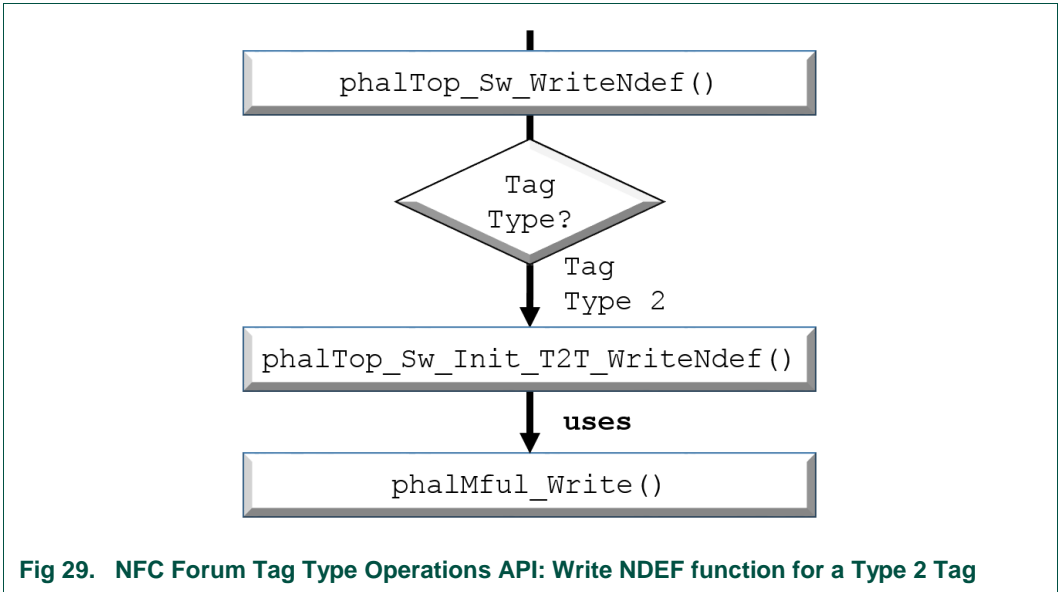 phalTop_Sw_WriteNdef()
Tag
Type?
Tag
Type 2
phalTop_Sw_Init_T2T_WriteNdef()
uses
phalMful_Write()
Fig 29. NFC Forum Tag Type Operations API: Write NDEF function for a Type 2 Tag